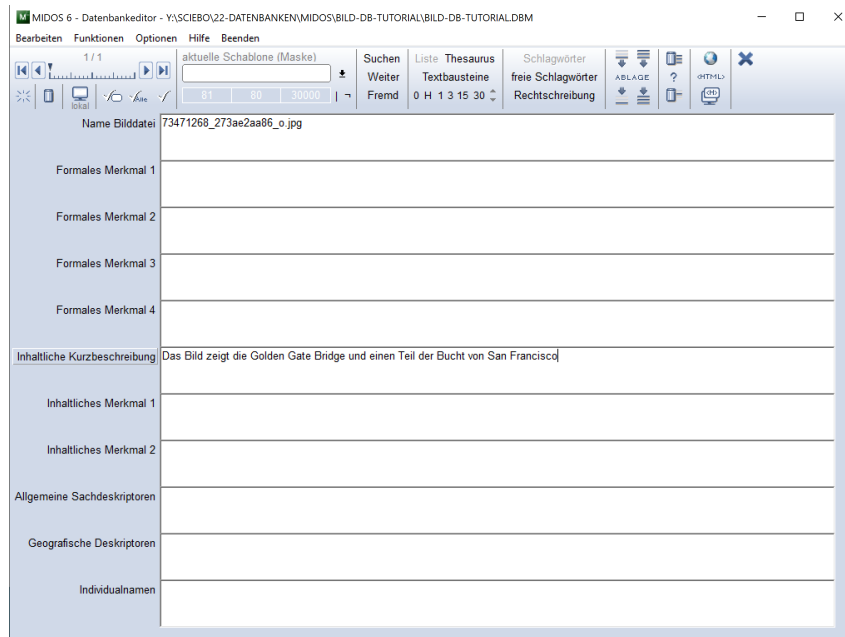 MIDOS 6 - Datenbankeditor - Y:\SCIEBO\22-DATENBANKEN\MIDOS\BILD-DB-TUTORIAL\BILD-DB-TUTORIAL.DBM
Bearbeiten Funktionen Optionen Hilfe Beenden
1 / 1 aktuelle Schablone (Maske) Suchen Liste Thesaurus Schlagwörter
Weiter Textbausteine freie Schlagwörter ABLAGE ? <HTML>
lokal 81 80 30000 | ¬ Fremd 0 H 1 3 15 30 Rechtschreibung
Name Bilddatei 73471268_273ae2aa86_o.jpg
Formales Merkmal 1
Formales Merkmal 2
Formales Merkmal 3
Formales Merkmal 4
Inhaltliche Kurzbeschreibung Das Bild zeigt die Golden Gate Bridge und einen Teil der Bucht von San Francisco
Inhaltliches Merkmal 1
Inhaltliches Merkmal 2
Allgemeine Sachdeskriptoren
Geografische Deskriptoren
Individualnamen